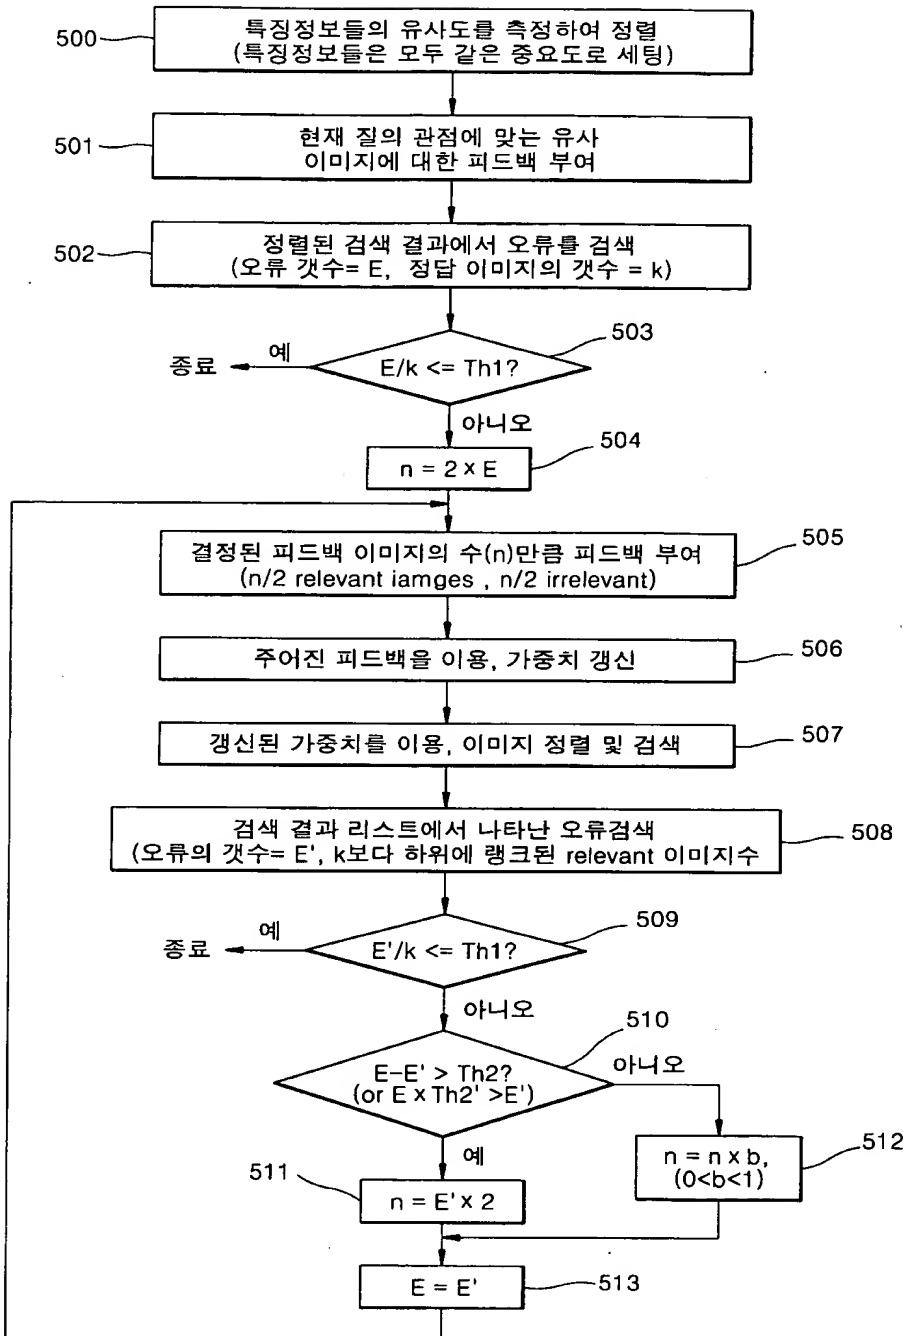 500
특징정보들의 유사도를 측정하여 정렬
(특징정보들은 모두 같은 중요도로 세팅)
501
현재 질의 관점에 맞는 유사
이미지에 대한 피드백 부여
502
정렬된 검색 결과에서 오류를 검색
(오류 갯수= E, 정답 이미지의 갯수 = k)
503
종료
예
E/k <= Th1?
아니오
504
n = 2 x E
505
결정된 피드백 이미지의 수(n)만큼 피드백 부여
(n/2 relevant iamges , n/2 irrelevant)
506
주어진 피드백을 이용, 가중치 갱신
507
갱신된 가중치를 이용, 이미지 정렬 및 검색
508
검색 결과 리스트에서 나타난 오류검색
(오류의 갯수= E', k보다 하위에 랭크된 relevant 이미지수
509
종료
예
E'/k <= Th1?
아니오
510
E-E' > Th2?
(or E x Th2' >E')
아니오
예
511
n = E' x 2
512
n = n x b,
(0<b<1)
E = E'
513